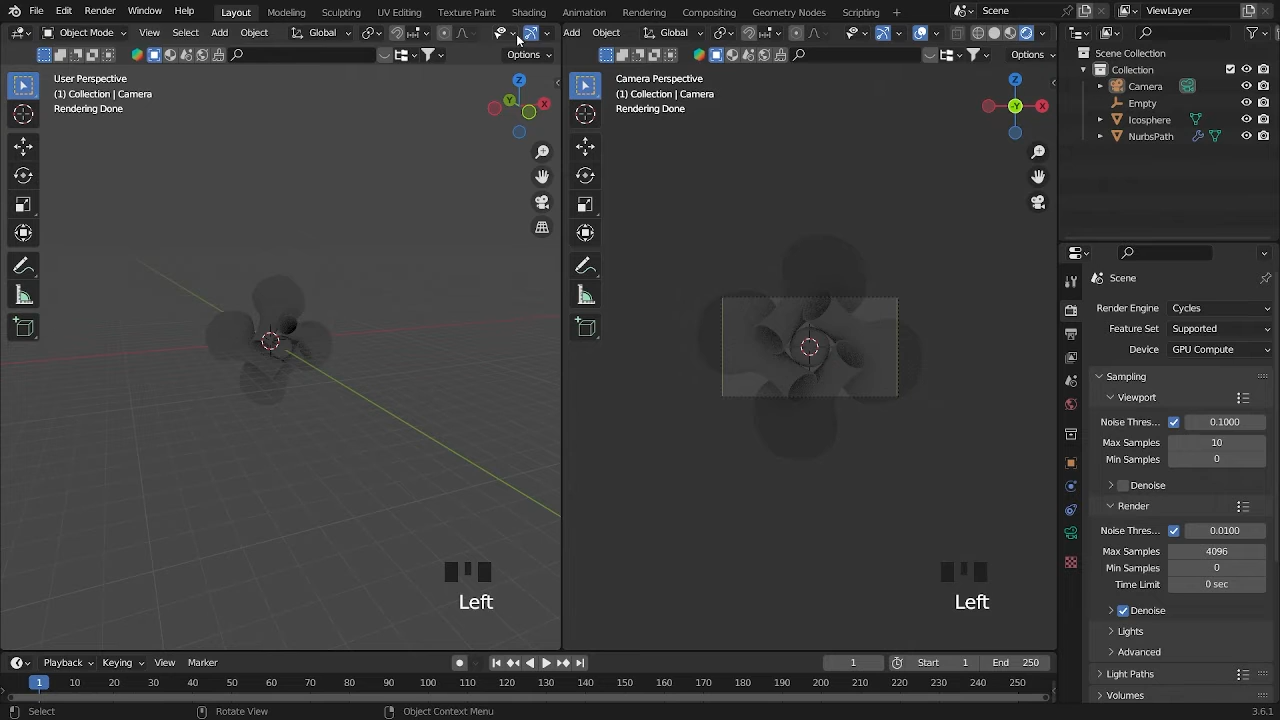 File Edit Render Window Help Layout Modeling Sculpting UV Editing Texture Paint Shading Animation Rendering Compositing Geometry Nodes Scripting Scene ViewLayer
Object Mode View Select Add Object Global
Options
User Perspective
(1) Collection | Camera
Rendering Done
Z
Y
X
Left
Add Object Global
Options
Camera Perspective
(1) Collection | Camera
Rendering Done
Z
-Y
X
Left
Scene Collection
Collection
Camera
Empty
Icosphere
NurbsPath
Scene
Render Engine Cycles
Feature Set Supported
Device GPU Compute
Sampling
Viewport
Noise Thres... 0.1000
Max Samples 10
Min Samples 0
Denoise
Render
Noise Thres... 0.0100
Max Samples 4096
Min Samples 0
Time Limit 0 sec
Denoise
Lights
Advanced
Light Paths
Volumes
Playback Keying View Marker 1 Start 1 End 250
1 10 20 30 40 50 60 70 80 90 100 110 120 130 140 150 160 170 180 190 200 210 220 230 240 250
Select Rotate View Object Context Menu 3.6.1